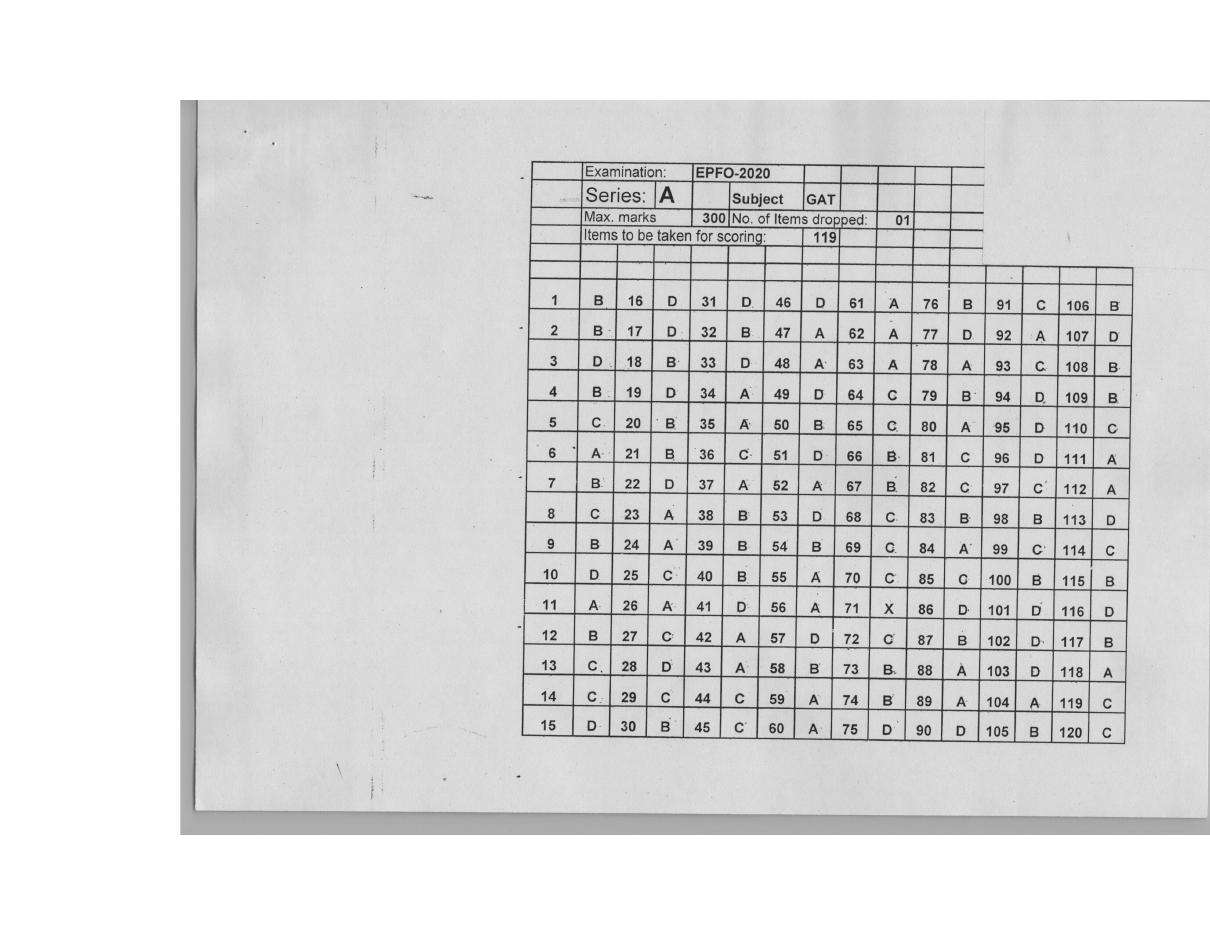 Examination: EPFO-2020
Series: A Subject GAT
Max. marks 300 No. of Items dropped: 01
Items to be taken for scoring: 119
1 B 16 D 31 D 46 D 61 A 76 B 91 C 106 B
2 B 17 D 32 B 47 A 62 A 77 D 92 A 107 D
3 D 18 B 33 D 48 A 63 A 78 A 93 C 108 B
4 B 19 D 34 A 49 D 64 C 79 B 94 D 109 B
5 C 20 B 35 A 50 B 65 C 80 A 95 D 110 C
6 A 21 B 36 C 51 D 66 B 81 C 96 D 111 A
7 B 22 D 37 A 52 A 67 B 82 C 97 C 112 A
8 C 23 A 38 B 53 D 68 C 83 B 98 B 113 D
9 B 24 A 39 B 54 B 69 C 84 A 99 C 114 C
10 D 25 C 40 B 55 A 70 C 85 C 100 B 115 B
11 A 26 A 41 D 56 A 71 X 86 D 101 D 116 D
12 B 27 C 42 A 57 D 72 C 87 B 102 D 117 B
13 C 28 D 43 A 58 B 73 B 88 A 103 D 118 A
14 C 29 C 44 C 59 A 74 B 89 A 104 A 119 C
15 D 30 B 45 C 60 A 75 D 90 D 105 B 120 C